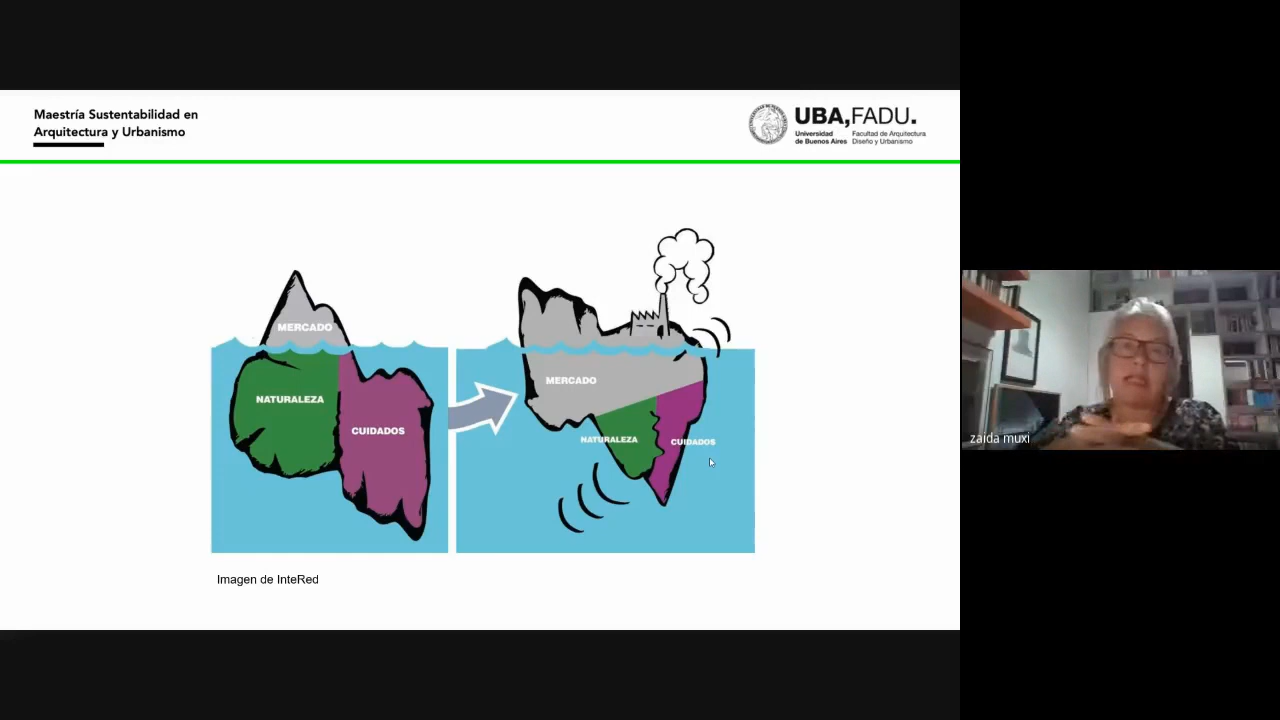 Maestría Sustentabilidad en
Arquitectura y Urbanismo
UBA,FADU.
Universidad
de Buenos Aires
Facultad de Arquitectura
Diseño y Urbanismo
MERCADO
NATURALEZA
CUIDADOS
MERCADO
NATURALEZA
CUIDADOS
Imagen de InteRed
zaida muxi